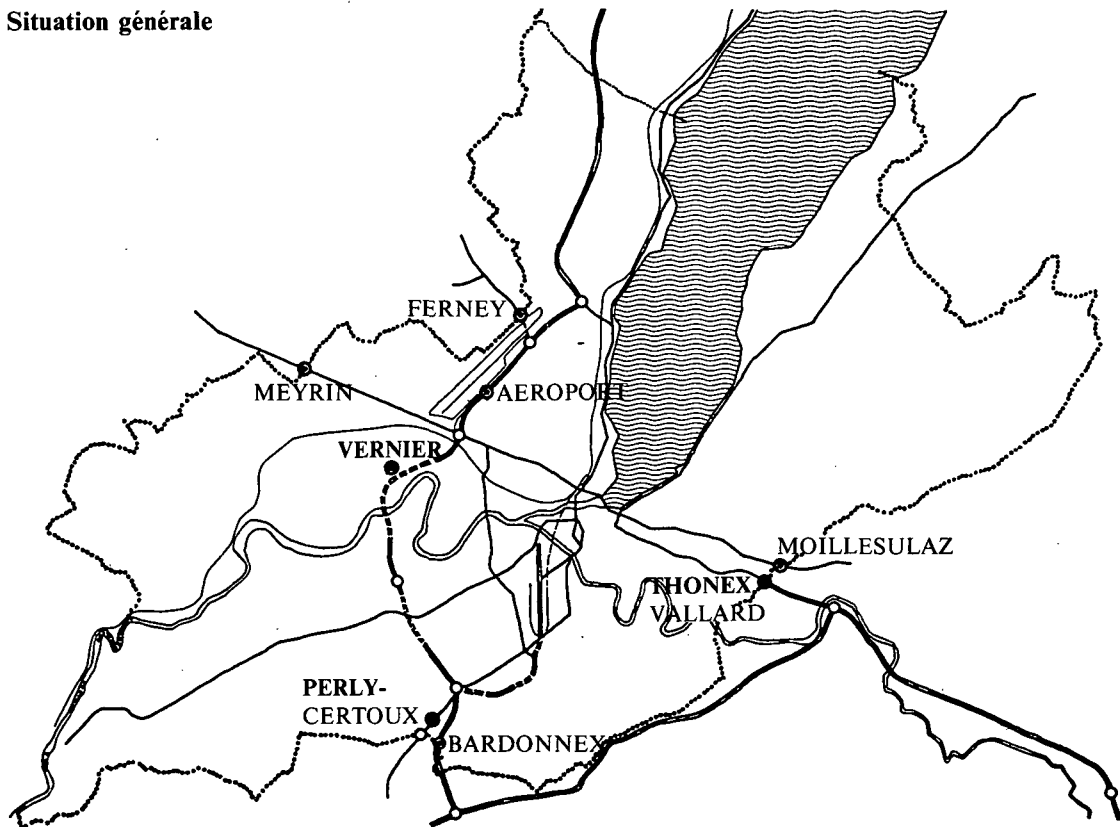 Situation générale
FERNEY
MEYRIN
AEROPORT
VERNIER
MOILLESULAZ
THONEX
VALLARD
PERLY-
CERTOUX
BARDONNEX